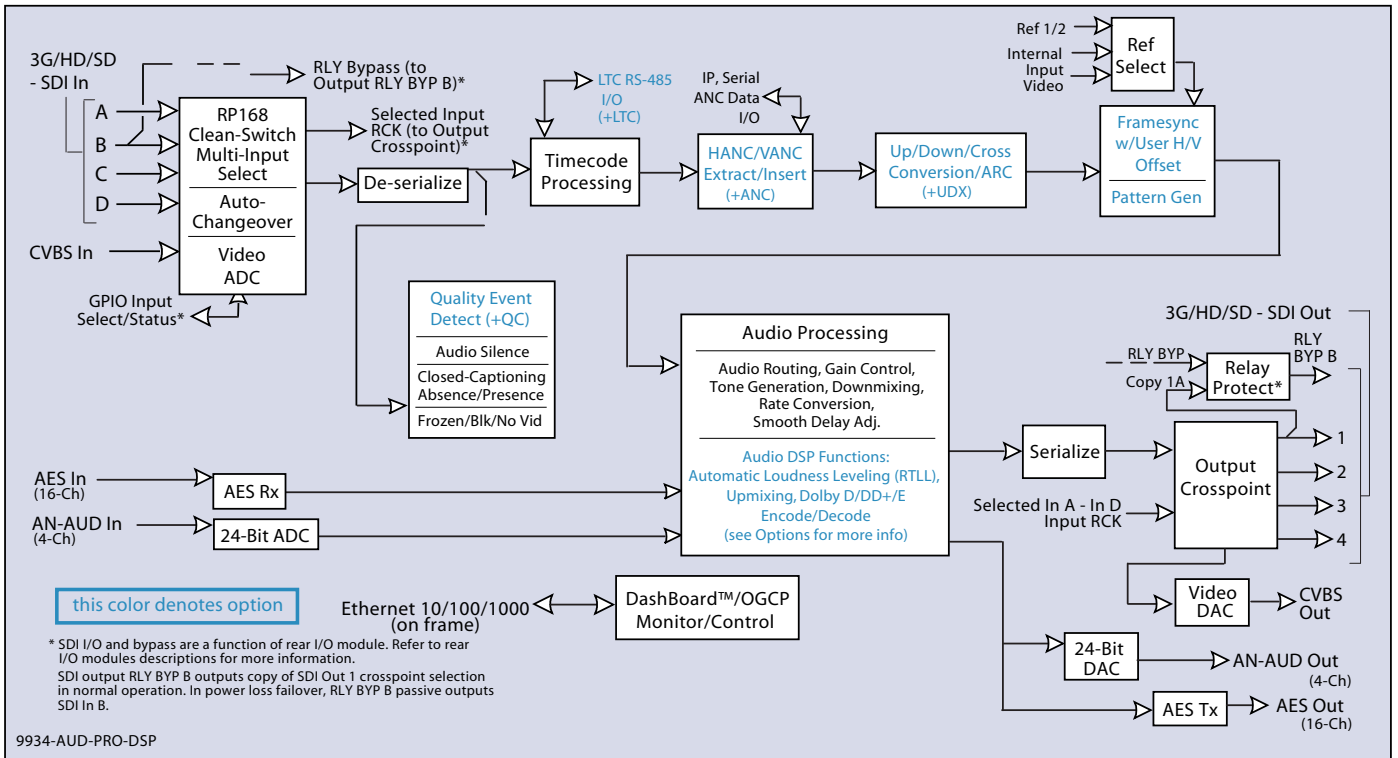 3G/HD/SD
- SDI In
A
B
C
D
CVBS In
GPIO Input
Select/Status*
RP168
Clean-Switch
Multi-Input
Select
Auto-
Changeover
Video
ADC
RLY Bypass (to
Output RLY BYP B)*
Selected Input
RCK (to Output
Crosspoint)*
De-serialize
LTC RS-485
I/O
(+LTC)
Timecode
Processing
IP, Serial
ANC Data
I/O
HANC/VANC
Extract/Insert
(+ANC)
Up/Down/Cross
Conversion/ARC
(+UDX)
Ref 1/2
Internal
Input
Video
Ref
Select
Framesync
w/User H/V
Offset
Pattern Gen
Quality Event
Detect (+QC)
Audio Silence
Closed-Captioning
Absence/Presence
Frozen/Blk/No Vid
Audio Processing
Audio Routing, Gain Control,
Tone Generation, Downmixing,
Rate Conversion,
Smooth Delay Adj.
Audio DSP Functions:
Automatic Loudness Leveling (RTLL),
Upmixing, Dolby D/DD+/E
Encode/Decode
(see Options for more info)
AES In
(16-Ch)
AES Rx
AN-AUD In
(4-Ch)
24-Bit ADC
3G/HD/SD - SDI Out
RLY BYP
Copy 1A
Relay
Protect*
RLY
BYP B
Serialize
Selected In A - In D
Input RCK
Output
Crosspoint
1
2
3
4
Video
DAC
CVBS
Out
24-Bit
DAC
AN-AUD Out
(4-Ch)
AES Tx
AES Out
(16-Ch)
this color denotes option
Ethernet 10/100/1000
(on frame)
DashBoard™/OGCP
Monitor/Control
* SDI I/O and bypass are a function of rear I/O module. Refer to rear
I/O modules descriptions for more information.
SDI output RLY BYP B outputs copy of SDI Out 1 crosspoint selection
in normal operation. In power loss failover, RLY BYP B passive outputs
SDI In B.
9934-AUD-PRO-DSP